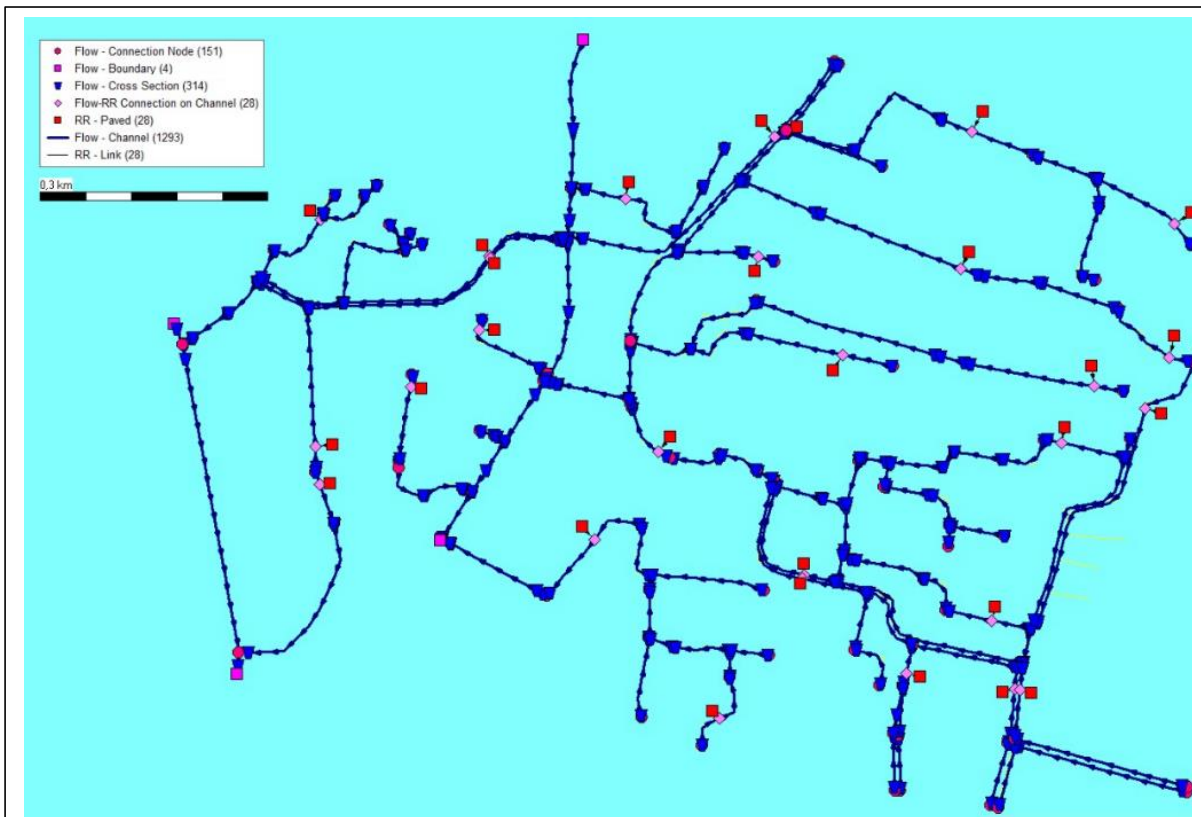 Flow - Connection Node (151)
Flow - Boundary (4)
Flow - Cross Section (314)
Flow-RR Connection on Channel (28)
RR - Paved (28)
Flow - Channel (1293)
RR - Link (28)
0,3 km